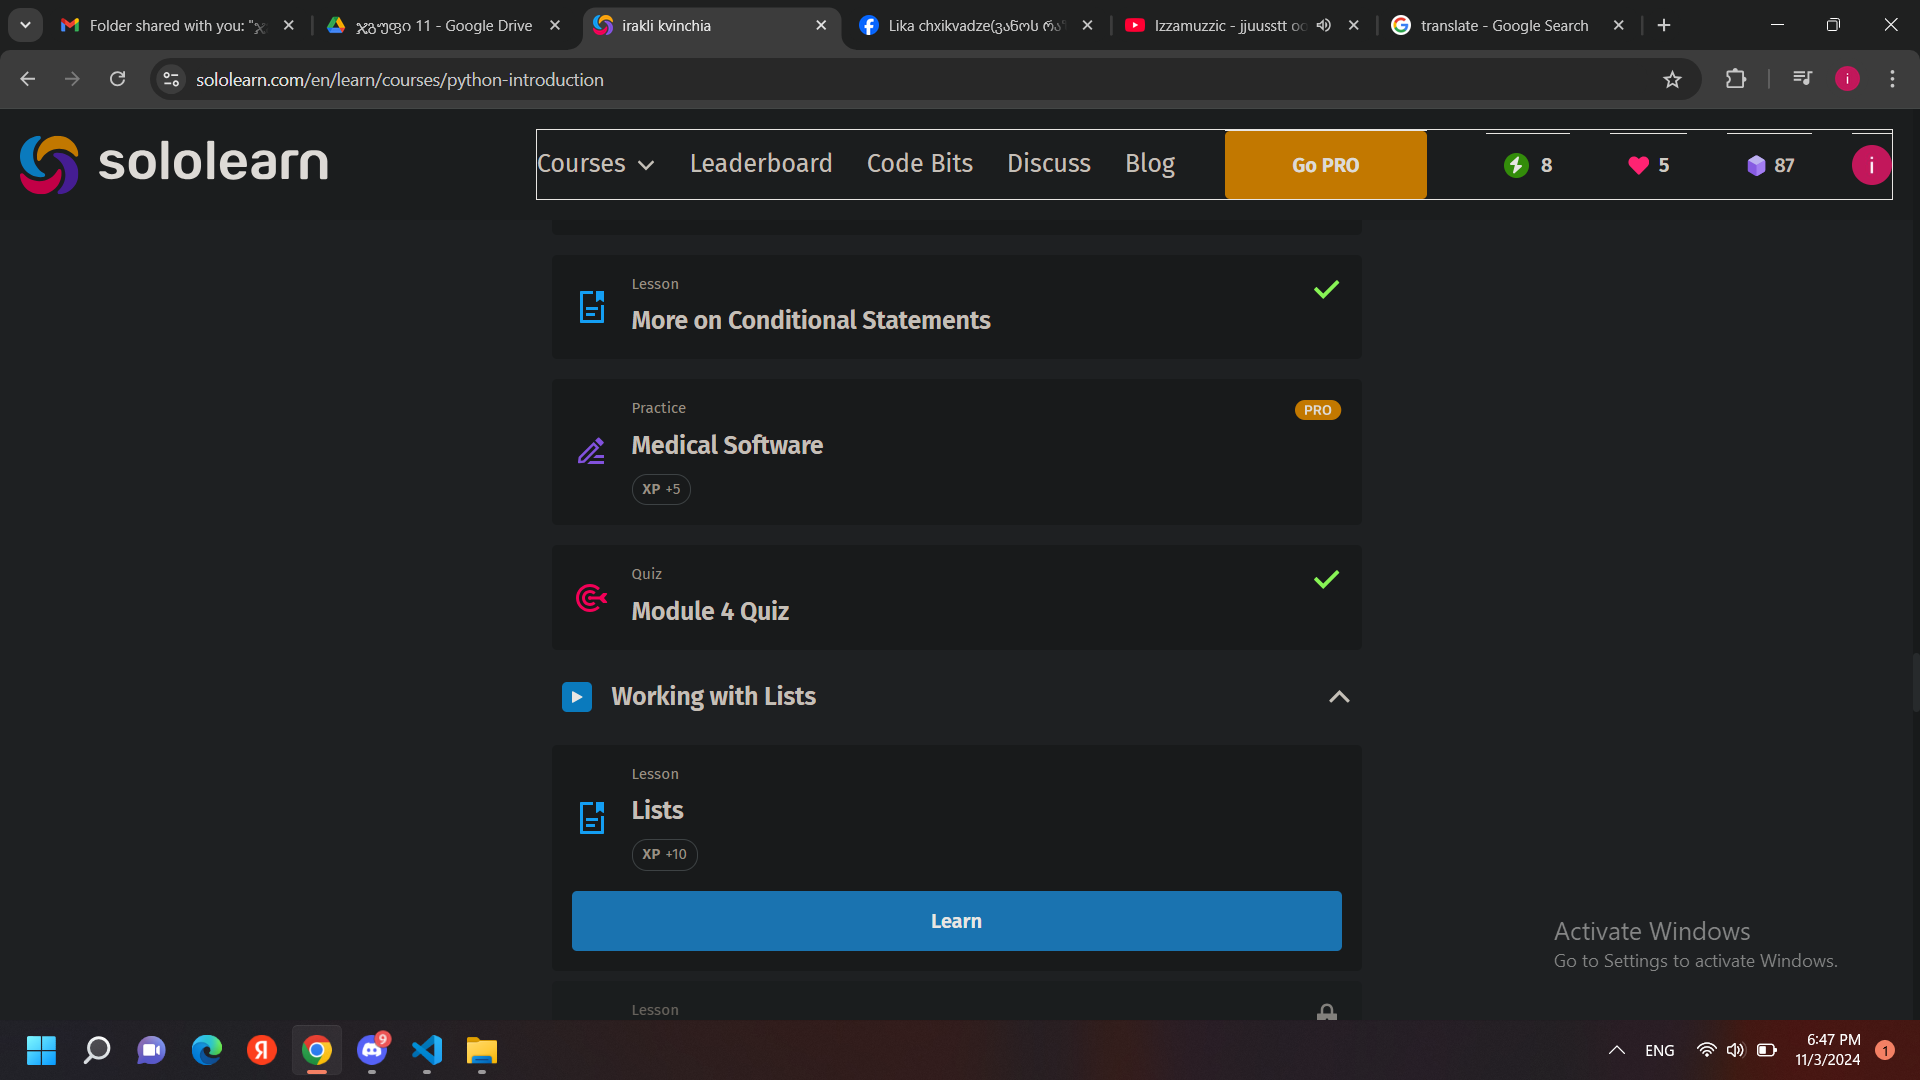 Folder shared with you: "ჯ
ჯგუფი 11 - Google Drive
irakli kvinchia
Lika chxikvadze(ვანოს
Izzamuzzic - jjuusstt oo
translate - Google Search
sololearn.com/en/learn/courses/python-introduction
i
sololearn
Courses
Leaderboard
Code Bits
Discuss
Blog
Go PRO
8
5
87
i
Lesson
More on Conditional Statements
Practice
PRO
Medical Software
XP +5
Quiz
Module 4 Quiz
Working with Lists
Lesson
Lists
XP +10
Learn
Activate Windows
Go to Settings to activate Windows.
Lesson
Я
9
ENG
6:47 PM
11/3/2024
1